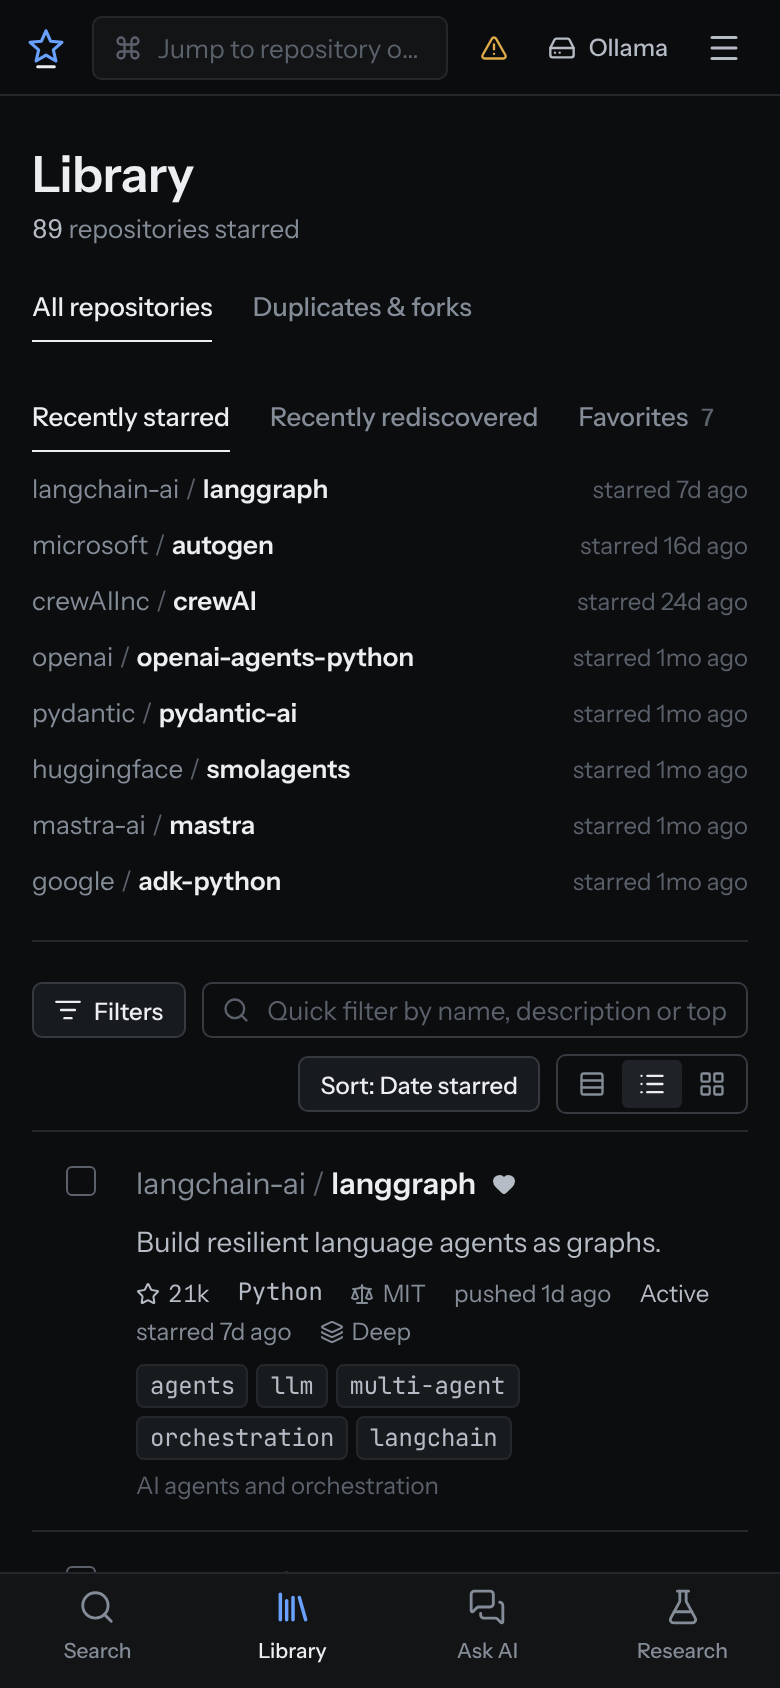 ⌘ Jump to repository o... Ollama
Library
89 repositories starred
All repositories Duplicates & forks
Recently starred Recently rediscovered Favorites 7
langchain-ai / langgraph starred 7d ago
microsoft / autogen starred 16d ago
crewAIInc / crewAI starred 24d ago
openai / openai-agents-python starred 1mo ago
pydantic / pydantic-ai starred 1mo ago
huggingface / smolagents starred 1mo ago
mastra-ai / mastra starred 1mo ago
google / adk-python starred 1mo ago
Filters Quick filter by name, description or top
Sort: Date starred
langchain-ai / langgraph
Build resilient language agents as graphs.
21k Python MIT pushed 1d ago Active
starred 7d ago Deep
agents llm multi-agent
orchestration langchain
AI agents and orchestration
Search Library Ask AI Research